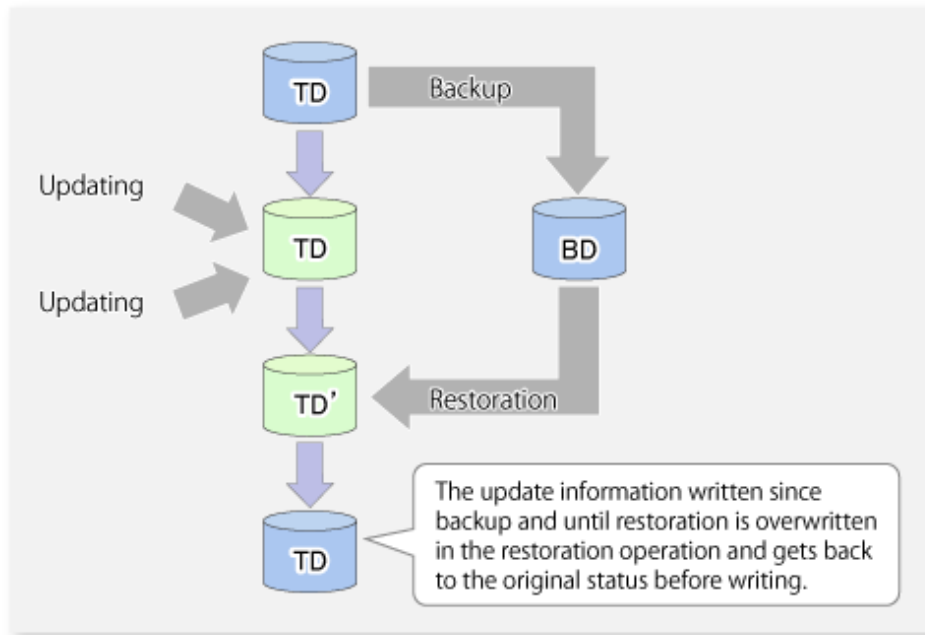 TD
Backup
Updating
TD
BD
Updating
TD’
Restoration
The update information written since
backup and until restoration is overwritten
in the restoration operation and gets back
to the original status before writing.
TD